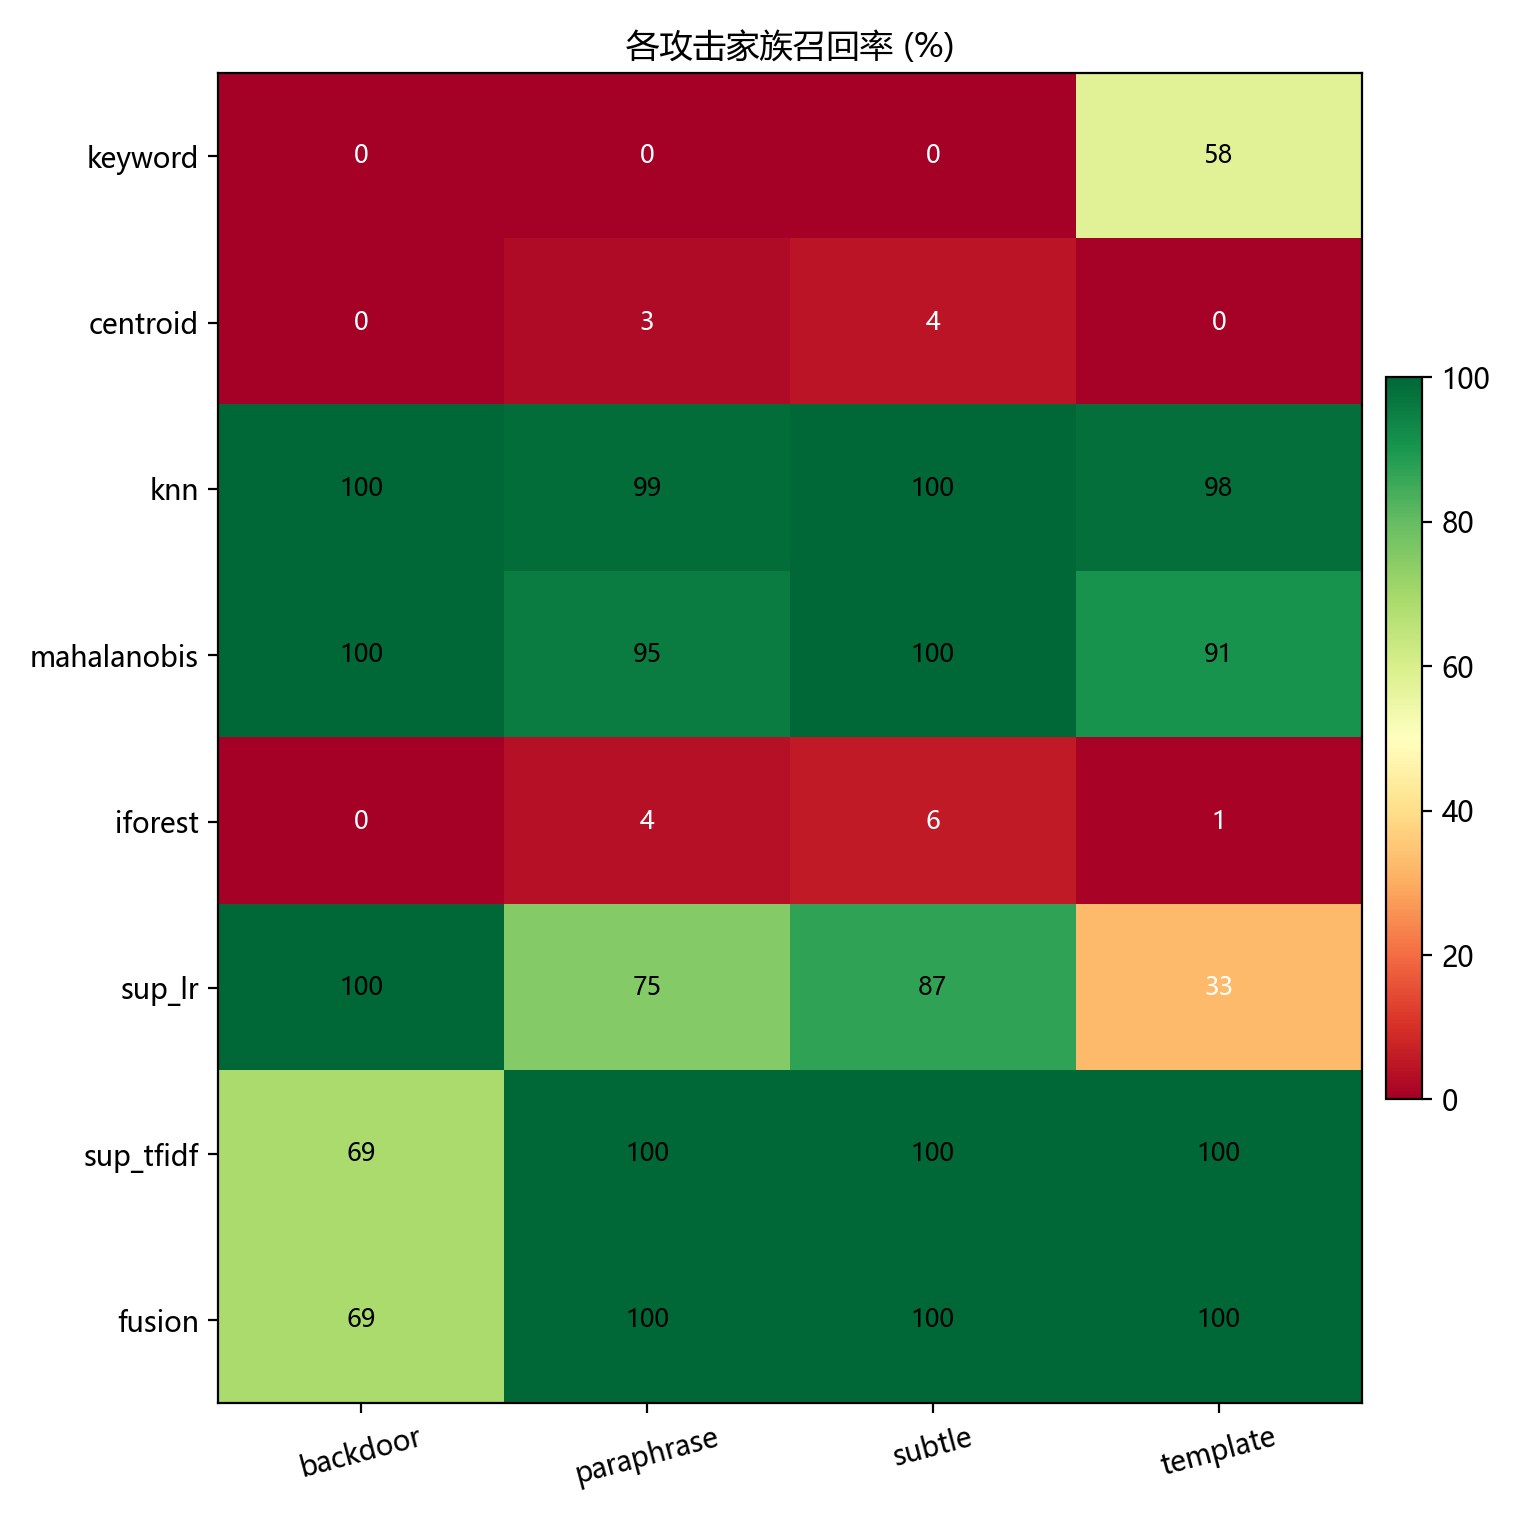 各攻击家族召回率 (%)
keyword 0 0 0 58
centroid 0 3 4 0
knn 100 99 100 98
mahalanobis 100 95 100 91
iforest 0 4 6 1
sup_lr 100 75 87 33
sup_tfidf 69 100 100 100
fusion 69 100 100 100
backdoor paraphrase subtle template
100
80
60
40
20
0